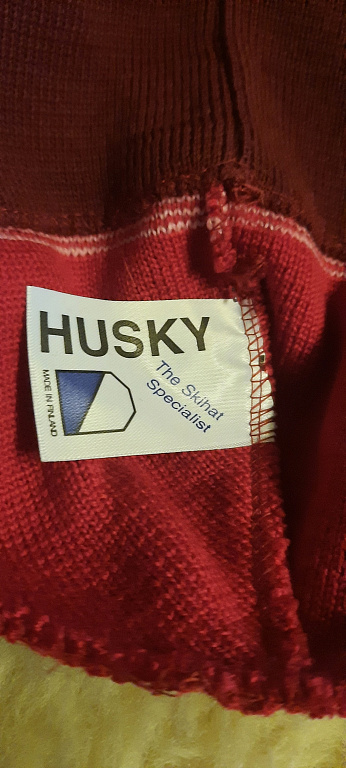 HUSKY
The Skihat
Specialist
MADE IN FINLAND